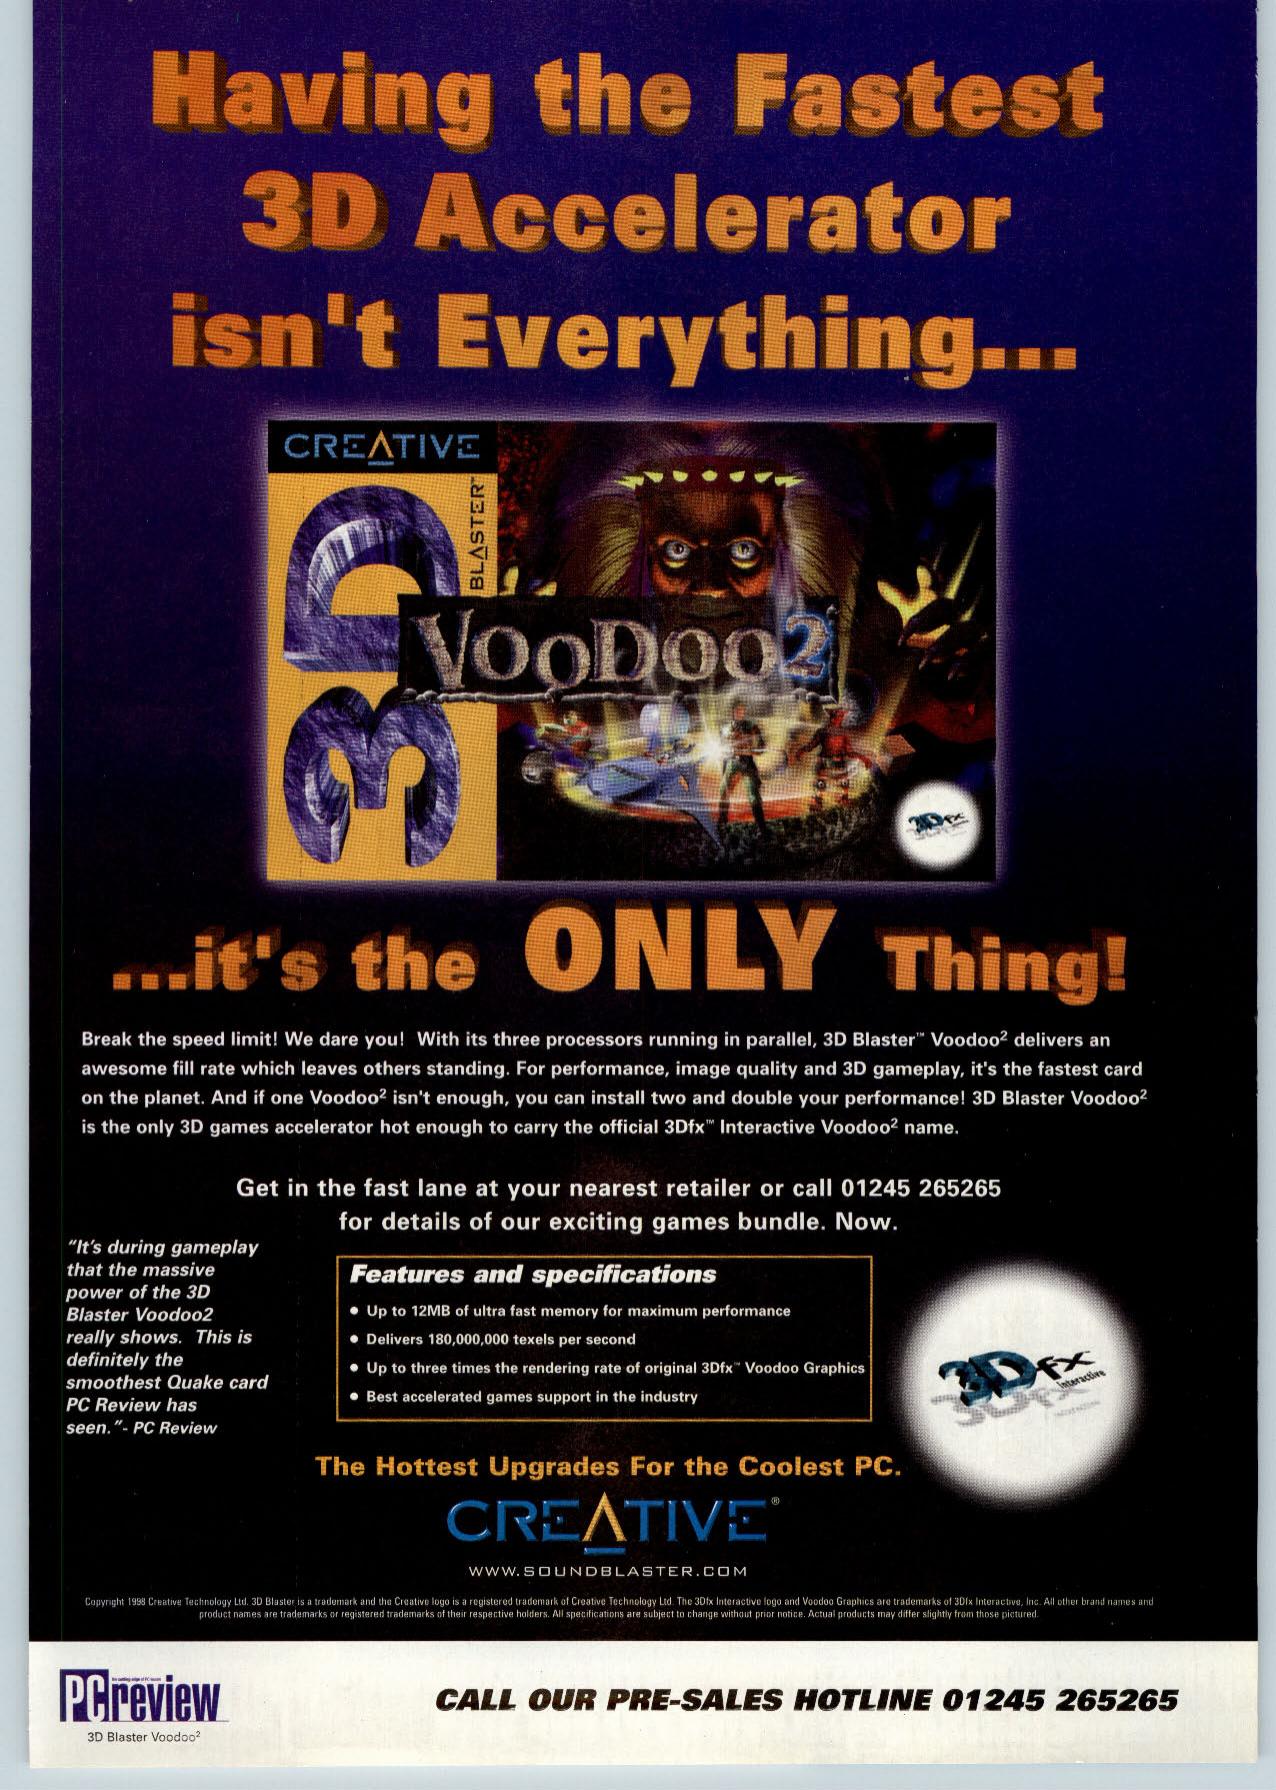 Having the Fastest
3D Accelerator
isn't Everything...
CREATIVE
3D
BLASTER™
VOODOO2
3Dfx
...it's the ONLY Thing!
Break the speed limit! We dare you! With its three processors running in parallel, 3D Blaster™ Voodoo² delivers an
awesome fill rate which leaves others standing. For performance, image quality and 3D gameplay, it's the fastest card
on the planet. And if one Voodoo² isn't enough, you can install two and double your performance! 3D Blaster Voodoo²
is the only 3D games accelerator hot enough to carry the official 3Dfx™ Interactive Voodoo² name.
Get in the fast lane at your nearest retailer or call 01245 265265
for details of our exciting games bundle. Now.
"It's during gameplay
that the massive
power of the 3D
Blaster Voodoo2
really shows. This is
definitely the
smoothest Quake card
PC Review has
seen."- PC Review
Features and specifications
• Up to 12MB of ultra fast memory for maximum performance
• Delivers 180,000,000 texels per second
• Up to three times the rendering rate of original 3Dfx™ Voodoo Graphics
• Best accelerated games support in the industry
3Dfx
interactive
The Hottest Upgrades For the Coolest PC.
CREATIVE®
WWW.SOUNDBLASTER.COM
Copyright 1998 Creative Technology Ltd. 3D Blaster is a trademark and the Creative logo is a registered trademark of Creative Technology Ltd. The 3Dfx Interactive logo and Voodoo Graphics are trademarks of 3Dfx Interactive, Inc. All other brand names and
product names are trademarks or registered trademarks of their respective holders. All specifications are subject to change without prior notice. Actual products may differ slightly from those pictured.
PCreview
3D Blaster Voodoo²
CALL OUR PRE-SALES HOTLINE 01245 265265